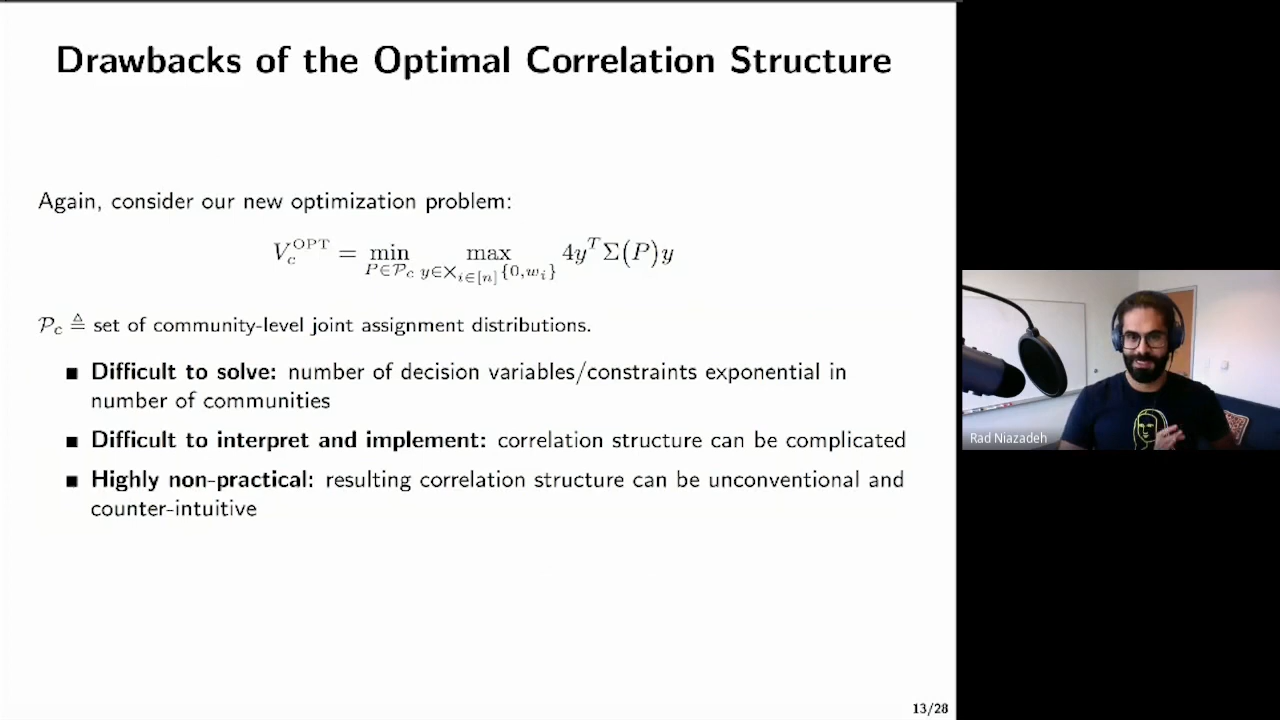 Drawbacks of the Optimal Correlation Structure
Again, consider our new optimization problem:
V_c^OPT = min_{P∈𝒫_c} max_{y∈×_{i∈[n]}{0,w_i}} 4y^T Σ(P)y
𝒫_c ≜ set of community-level joint assignment distributions.
■ Difficult to solve: number of decision variables/constraints exponential in
number of communities
■ Difficult to interpret and implement: correlation structure can be complicated
■ Highly non-practical: resulting correlation structure can be unconventional and
counter-intuitive
Rad Niazadeh
13/28